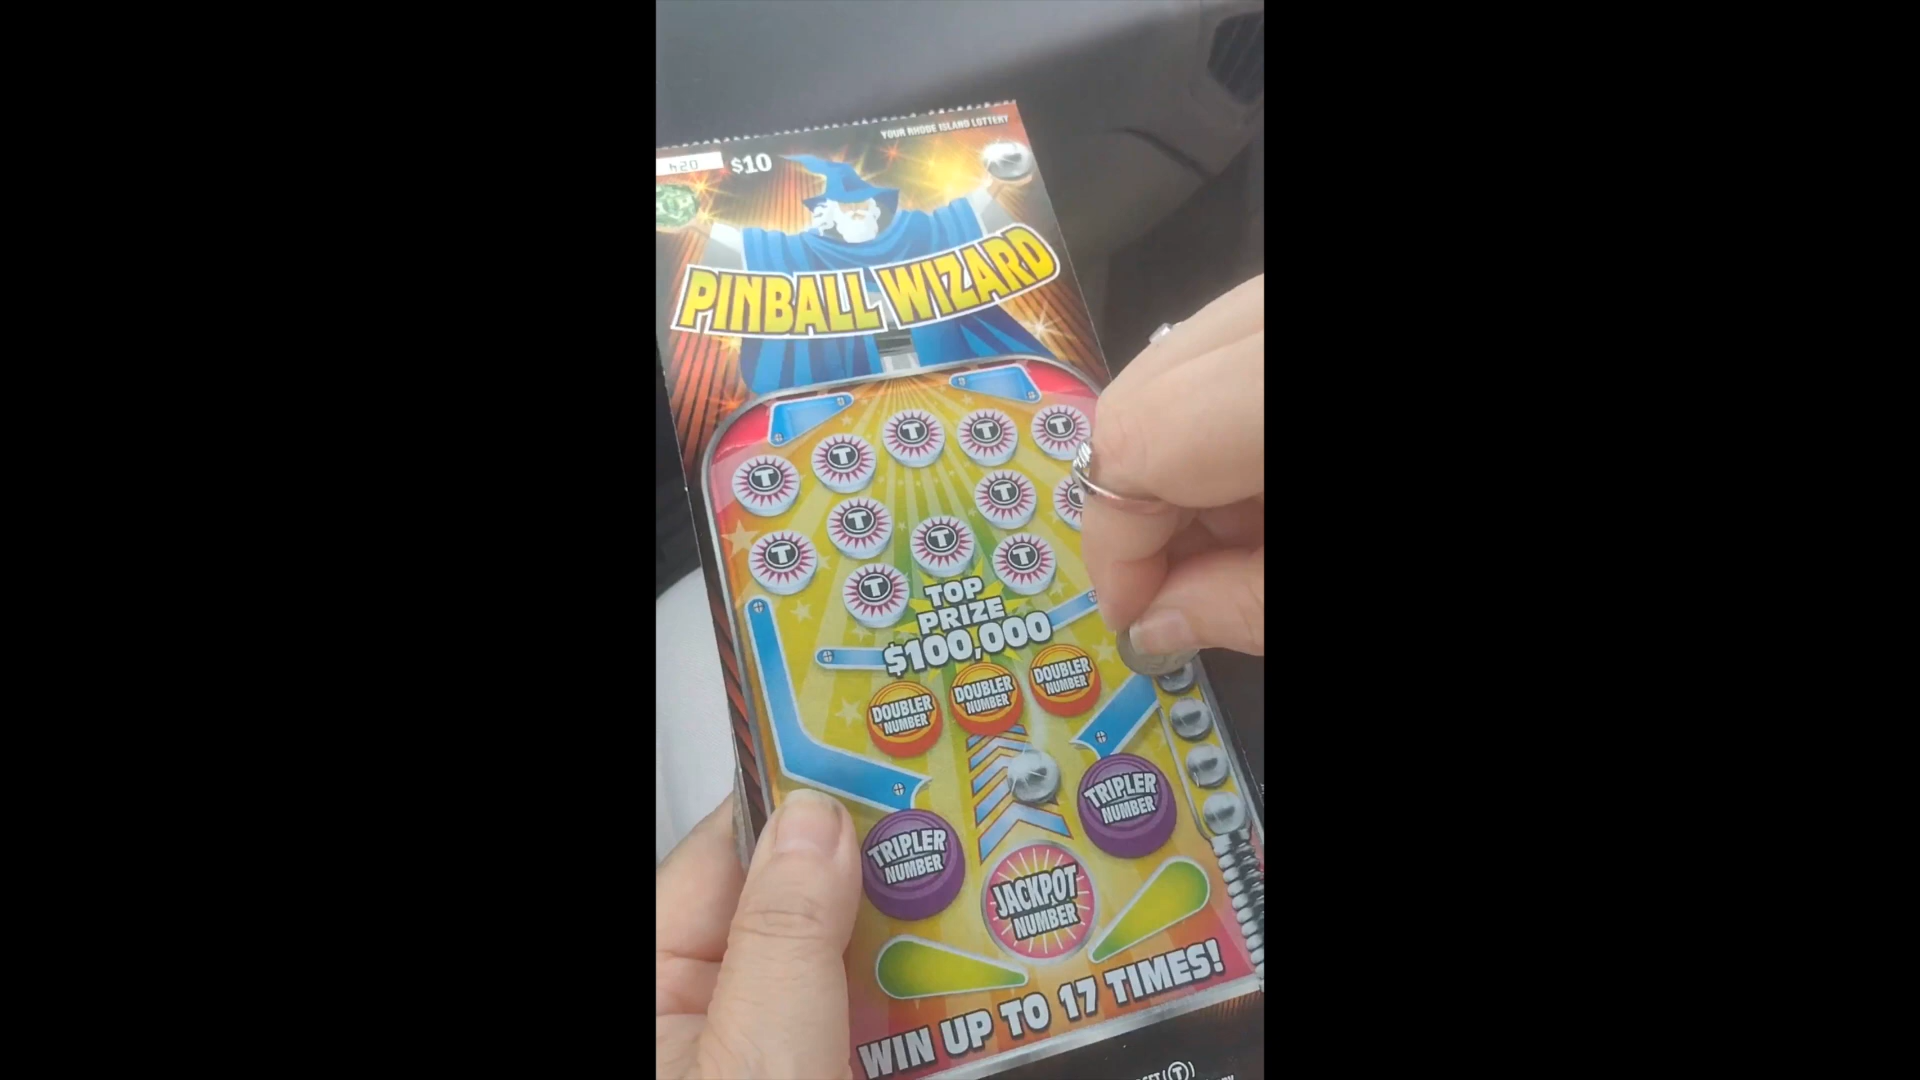 YOUR RHODE ISLAND LOTTERY
024
$10
PINBALL WIZARD
T T T
T T
T T
T T
T T
T T
TOP
PRIZE
$100,000
DOUBLER
NUMBER
DOUBLER
NUMBER
DOUBLER
NUMBER
TRIPLER
NUMBER
TRIPLER
NUMBER
JACKPOT
NUMBER
WIN UP TO 17 TIMES!
(T)